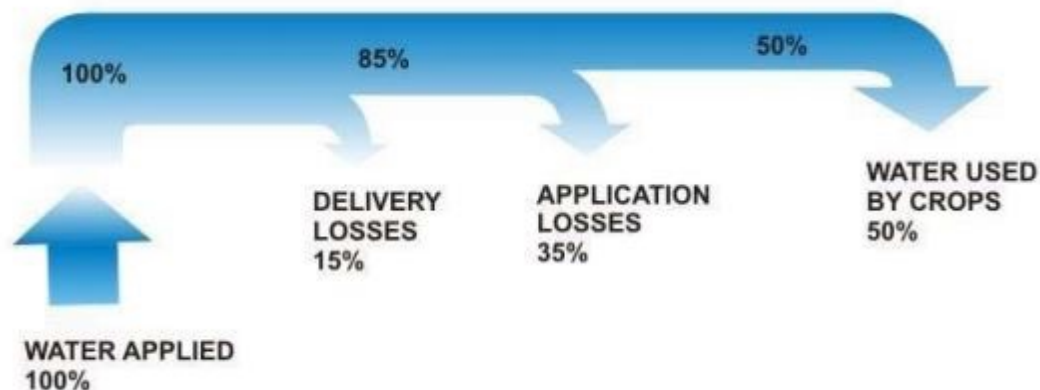 100%
85%
50%
DELIVERY
LOSSES
15%
APPLICATION
LOSSES
35%
WATER USED
BY CROPS
50%
WATER APPLIED
100%